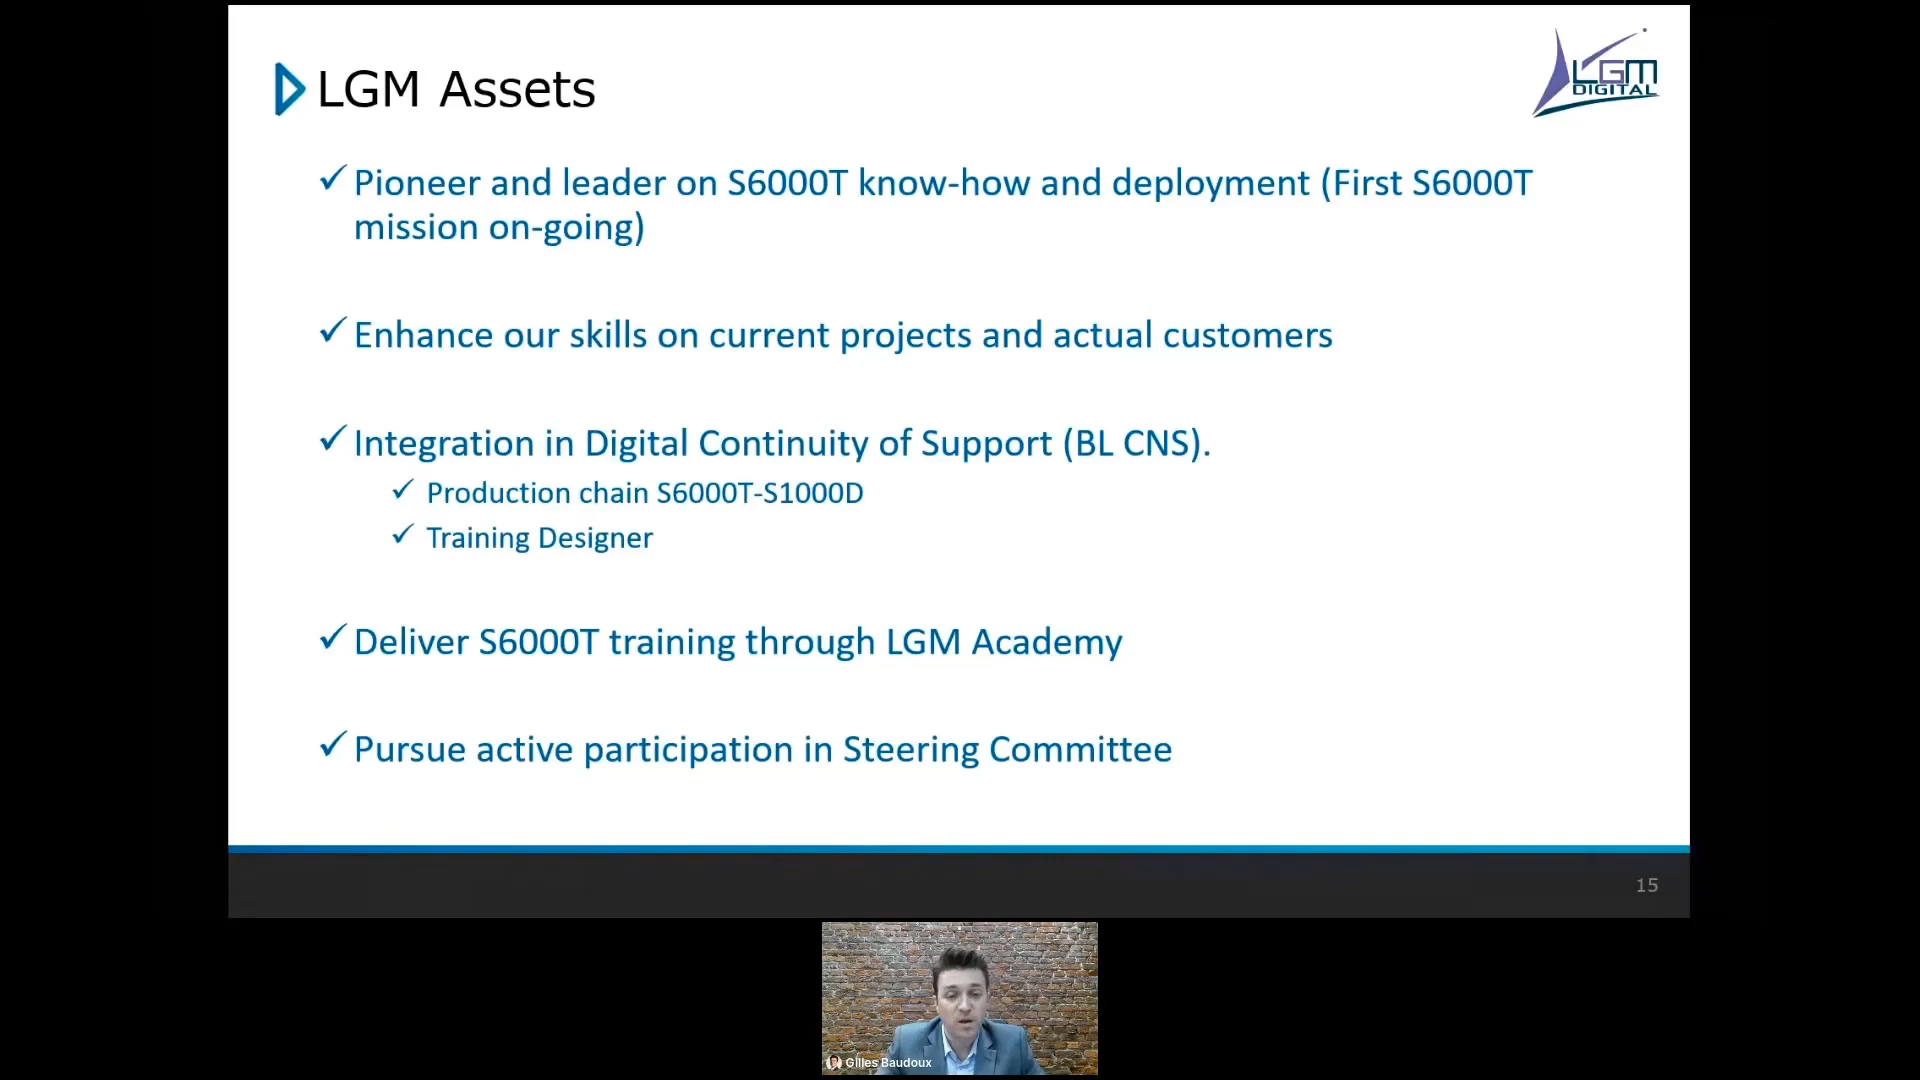 LGM Assets
LGM
DIGITAL
Pioneer and leader on S6000T know-how and deployment (First S6000T
mission on-going)
Enhance our skills on current projects and actual customers
Integration in Digital Continuity of Support (BL CNS).
Production chain S6000T-S1000D
Training Designer
Deliver S6000T training through LGM Academy
Pursue active participation in Steering Committee
15
Gilles Baudoux